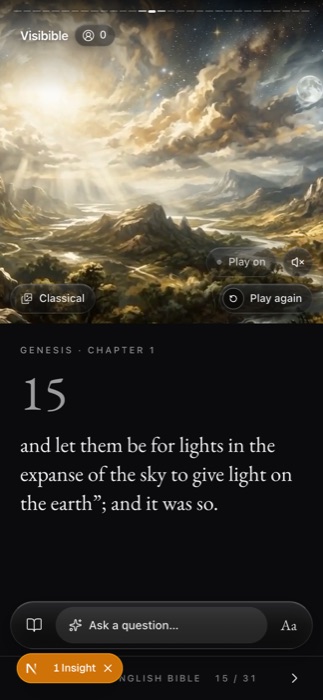 Visibible
0
Play on
Classical
Play again
GENESIS · CHAPTER 1
15
and let them be for lights in the
expanse of the sky to give light on
the earth”; and it was so.
Ask a question...
Aa
N 1 Insight
NGLISH BIBLE 15 / 31